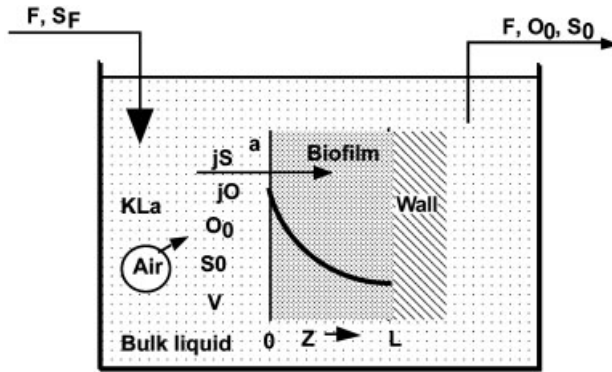 F, SF
F, O0, S0
a
jS
Biofilm
jO
Wall
KLa
O0
Air
S0
V
Bulk liquid 0 Z L